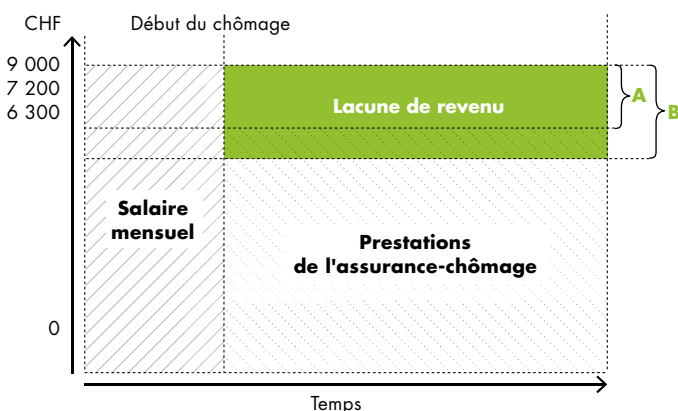 CHF
Début du chômage
9 000
7 200
6 300
Lacune de revenu
A
B
Salaire
mensuel
Prestations
de l'assurance-chômage
0
Temps